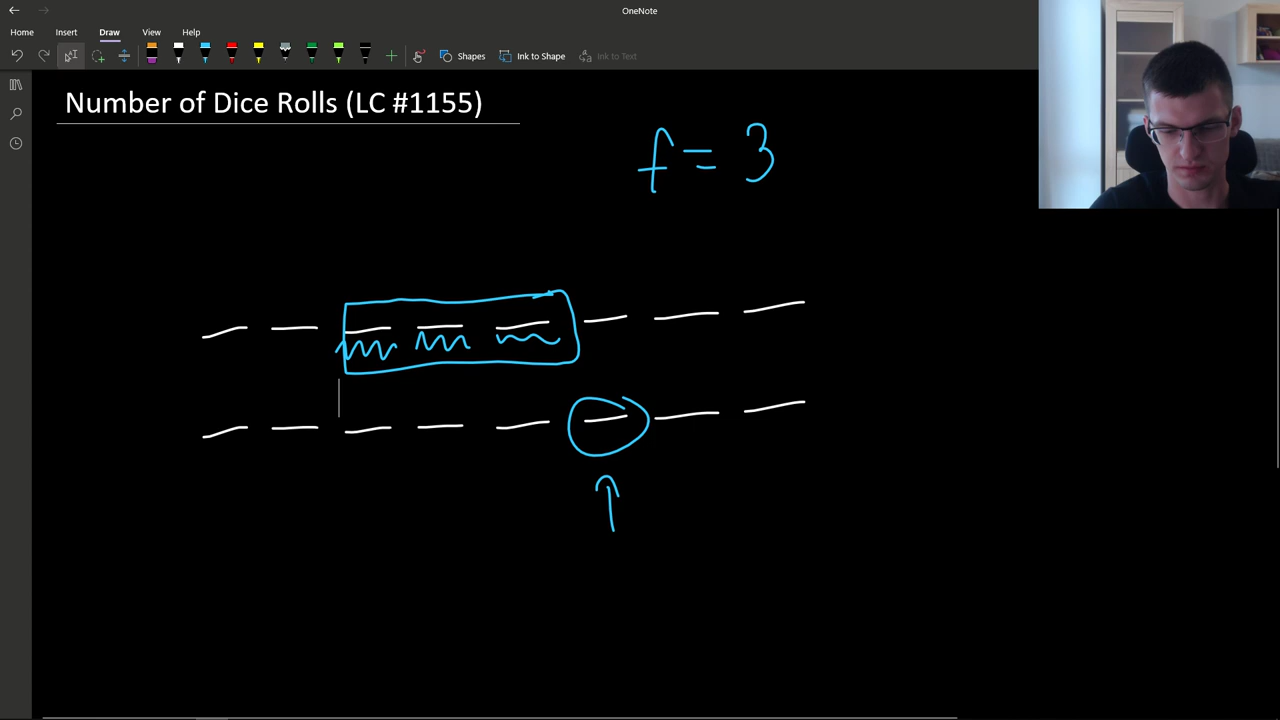 OneNote
Home Insert Draw View Help
Shapes Ink to Shape Ink to Text
Number of Dice Rolls (LC #1155)
f = 3